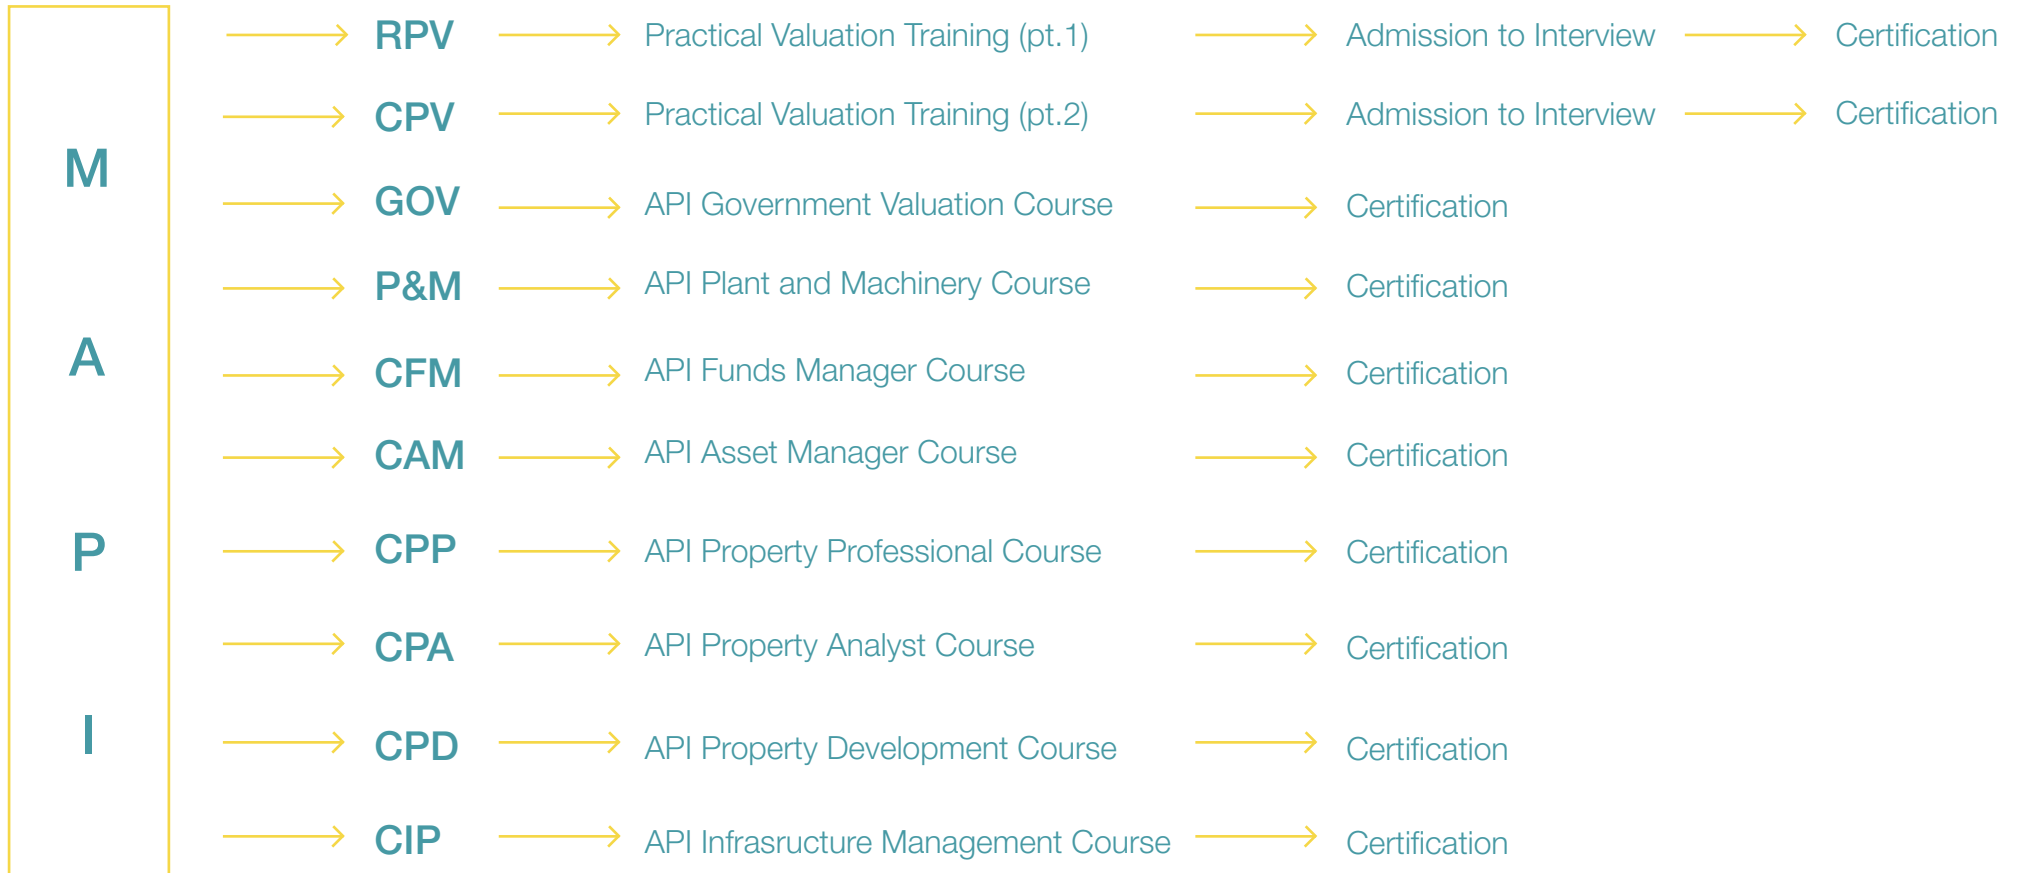 MAPI
RPV Practical Valuation Training (pt.1) Admission to Interview Certification
CPV Practical Valuation Training (pt.2) Admission to Interview Certification
GOV API Government Valuation Course Certification
P&M API Plant and Machinery Course Certification
CFM API Funds Manager Course Certification
CAM API Asset Manager Course Certification
CPP API Property Professional Course Certification
CPA API Property Analyst Course Certification
CPD API Property Development Course Certification
CIP API Infrasructure Management Course Certification